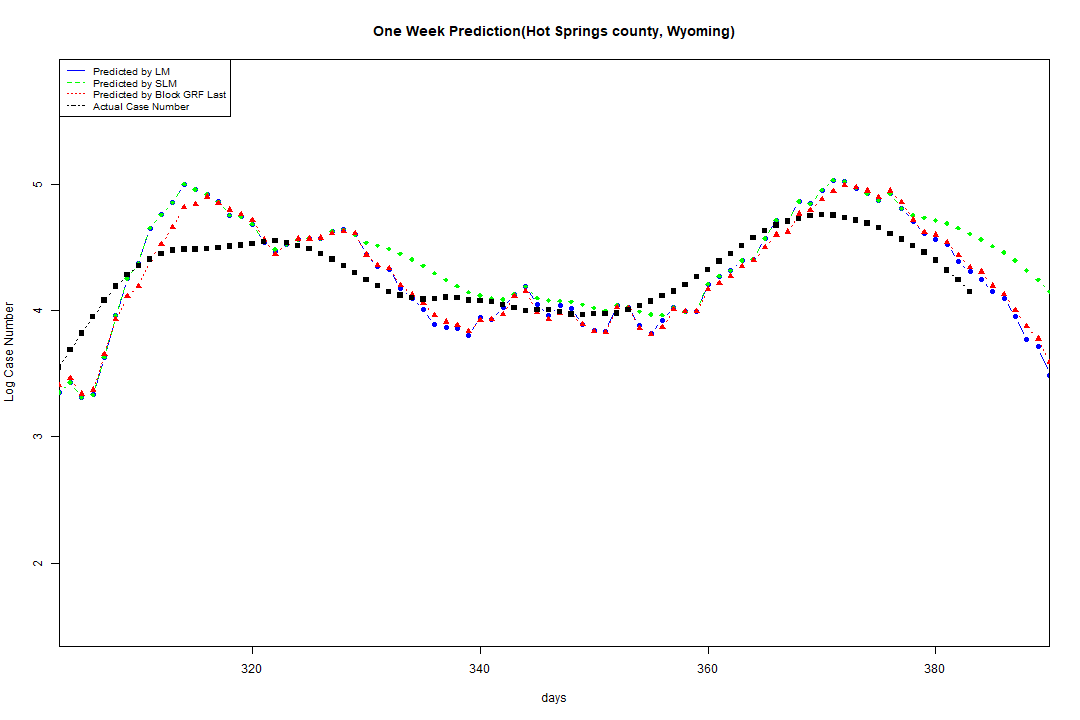 One Week Prediction(Hot Springs county, Wyoming)
Predicted by LM
Predicted by SLM
Predicted by Block GRF Last
Actual Case Number
5
4
3
2
Log Case Number
320 340 360 380
days